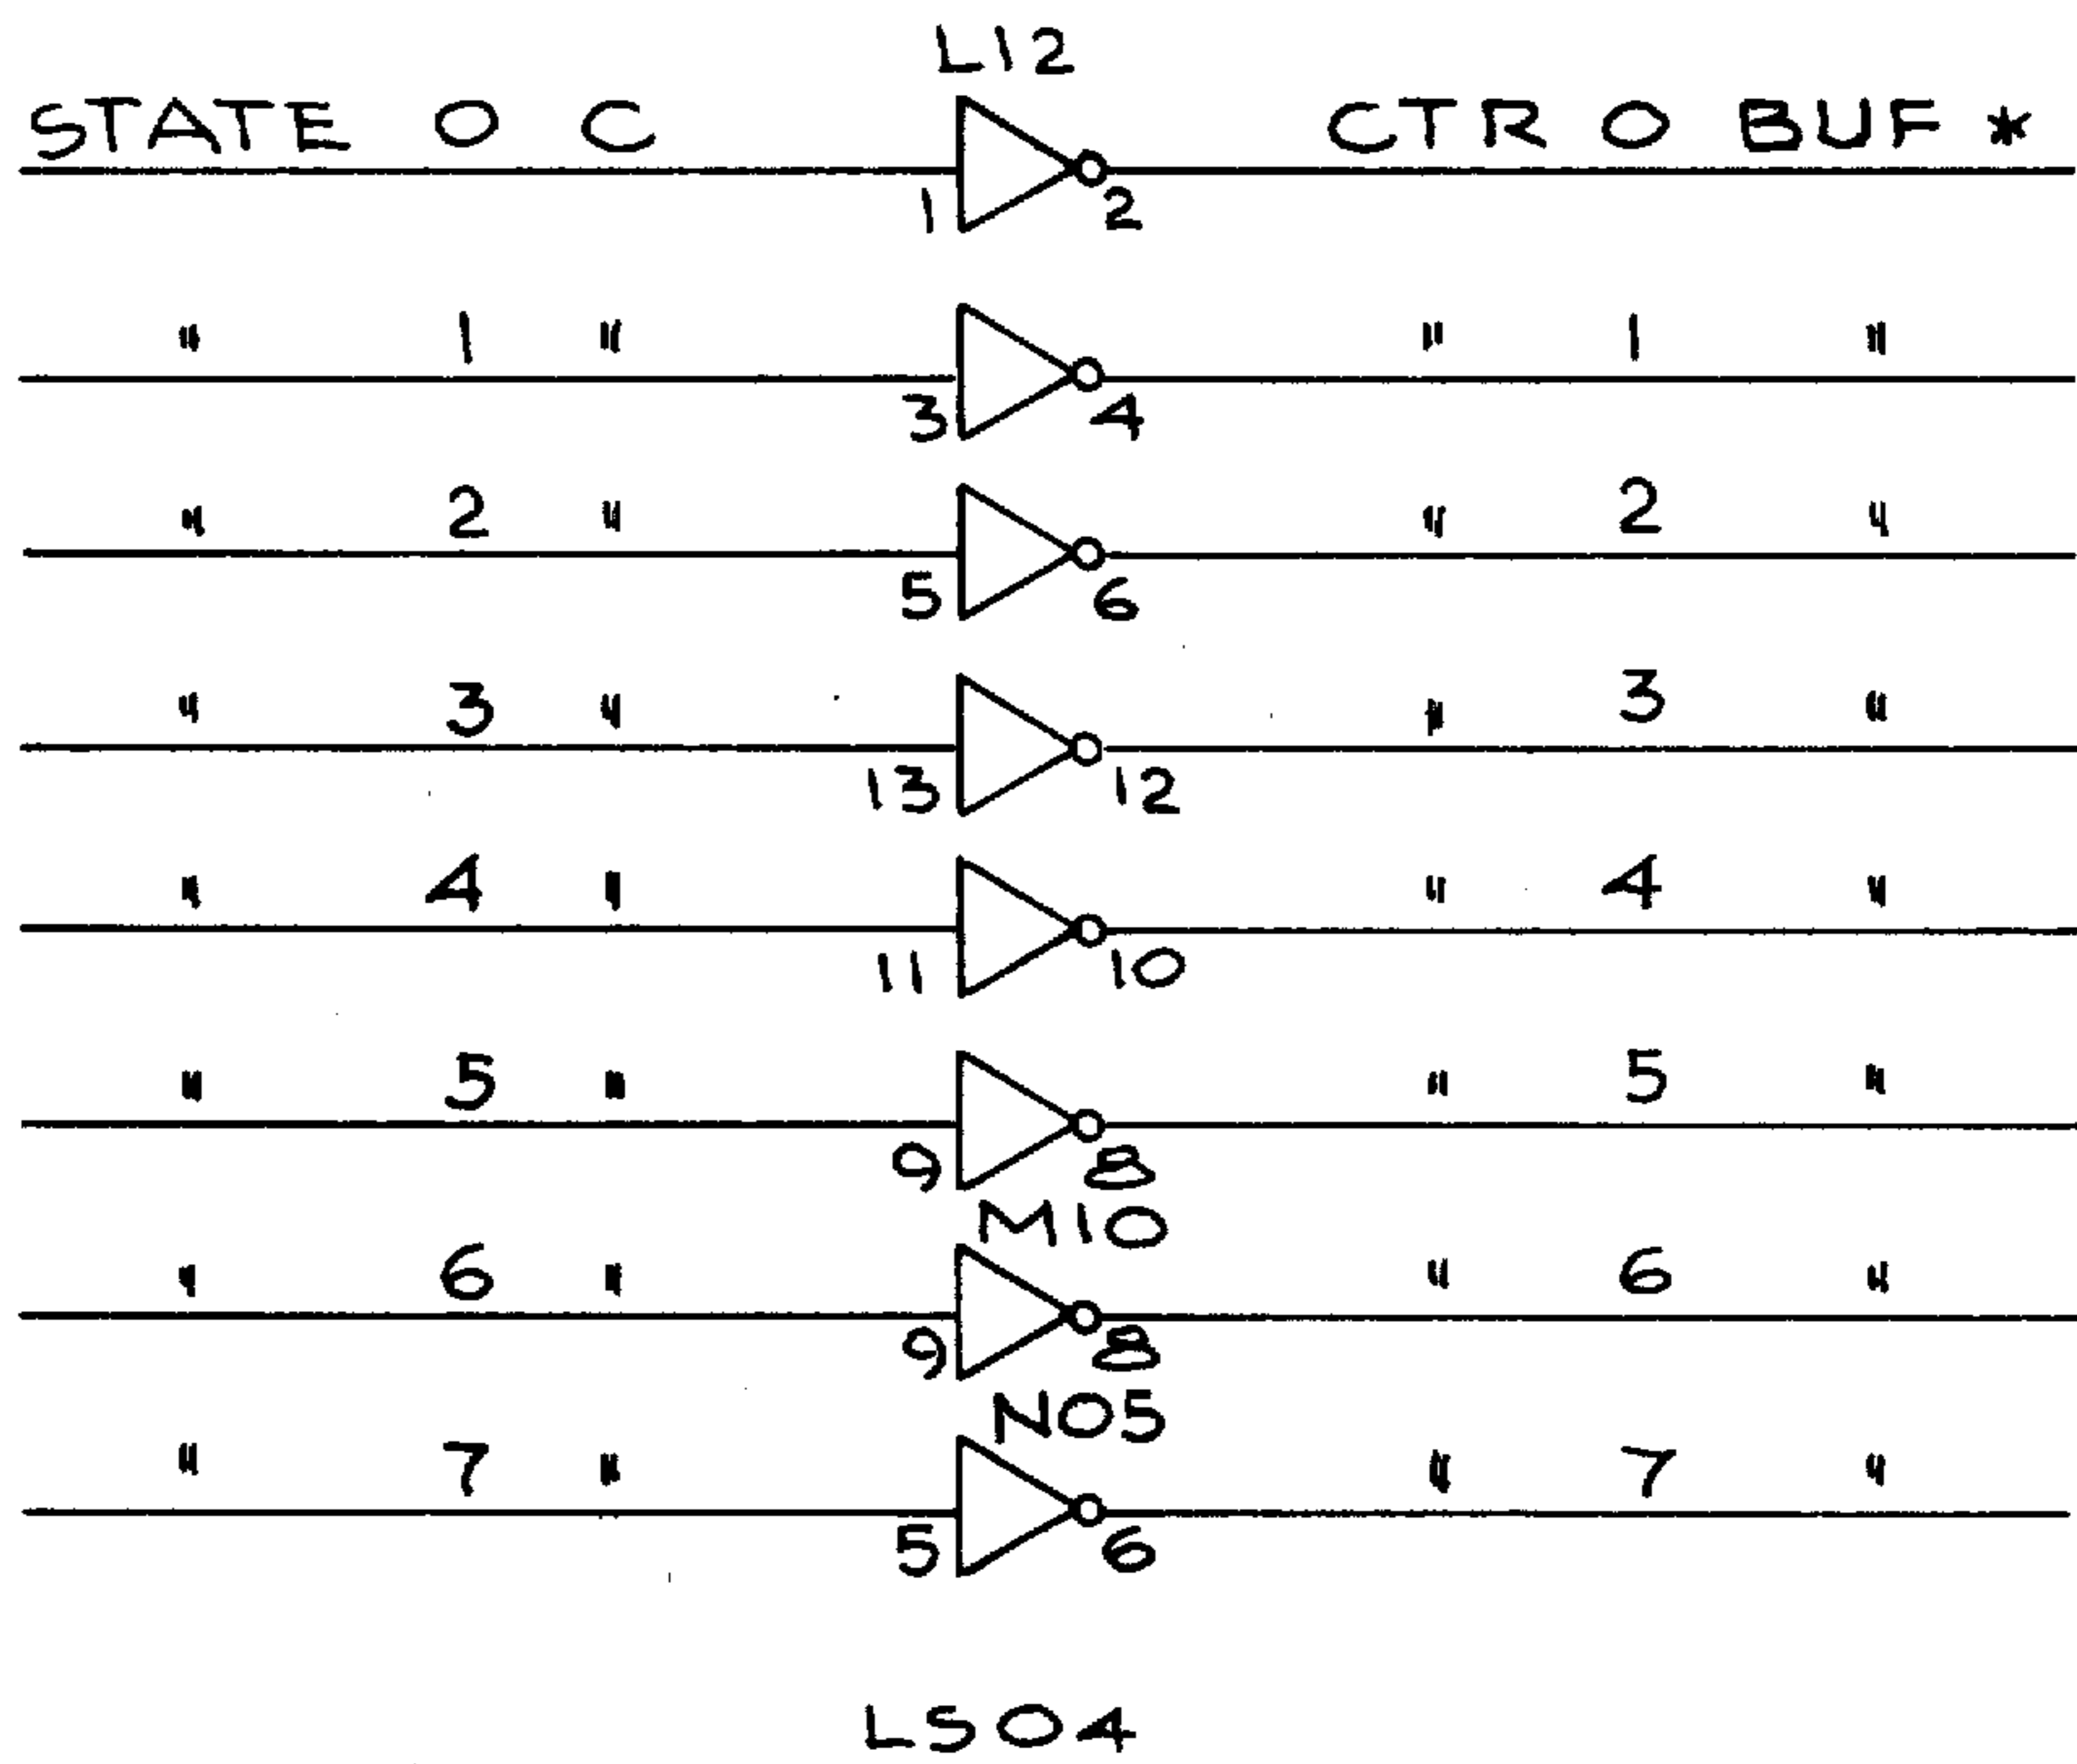 L12
STATE 0 C CTR 0 BUF *
1 2
" 1 " " 1 "
3 4
" 2 " " 2 "
5 6
" 3 " " 3 "
13 12
" 4 " " 4 "
11 10
" 5 " " 5 "
9 8
M10
" 6 " " 6 "
9 8
N05
" 7 " " 7 "
5 6
LS04